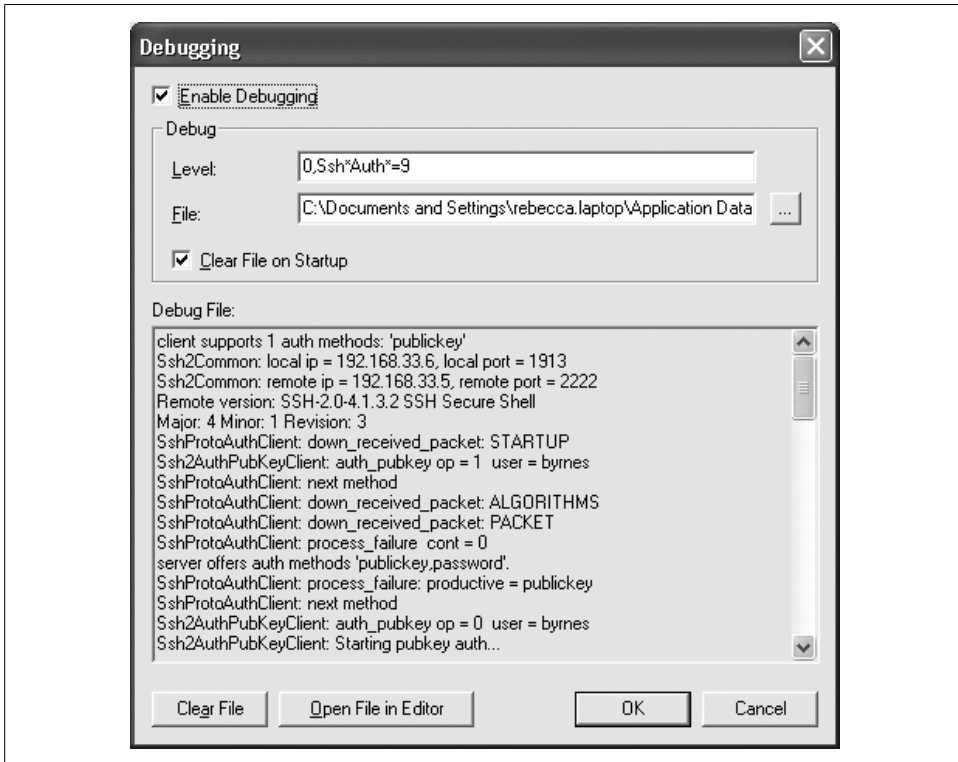 Debugging
Enable Debugging
Debug
Level:
0,Ssh*Auth*=9
File:
C:\Documents and Settings\rebecca.laptop\Application Data
...
Clear File on Startup
Debug File:
client supports 1 auth methods: 'publickey'
Ssh2Common: local ip = 192.168.33.6, local port = 1913
Ssh2Common: remote ip = 192.168.33.5, remote port = 2222
Remote version: SSH-2.0-4.1.3.2 SSH Secure Shell
Major: 4 Minor: 1 Revision: 3
SshProtoAuthClient: down_received_packet: STARTUP
Ssh2AuthPubKeyClient: auth_pubkey op = 1  user = byrnes
SshProtoAuthClient: next method
SshProtoAuthClient: down_received_packet: ALGORITHMS
SshProtoAuthClient: down_received_packet: PACKET
SshProtoAuthClient: process_failure  cont = 0
server offers auth methods 'publickey,password'.
SshProtoAuthClient: process_failure: productive = publickey
SshProtoAuthClient: next method
Ssh2AuthPubKeyClient: auth_pubkey op = 0  user = byrnes
Ssh2AuthPubKeyClient: Starting pubkey auth...
Clear File
Open File in Editor
OK
Cancel